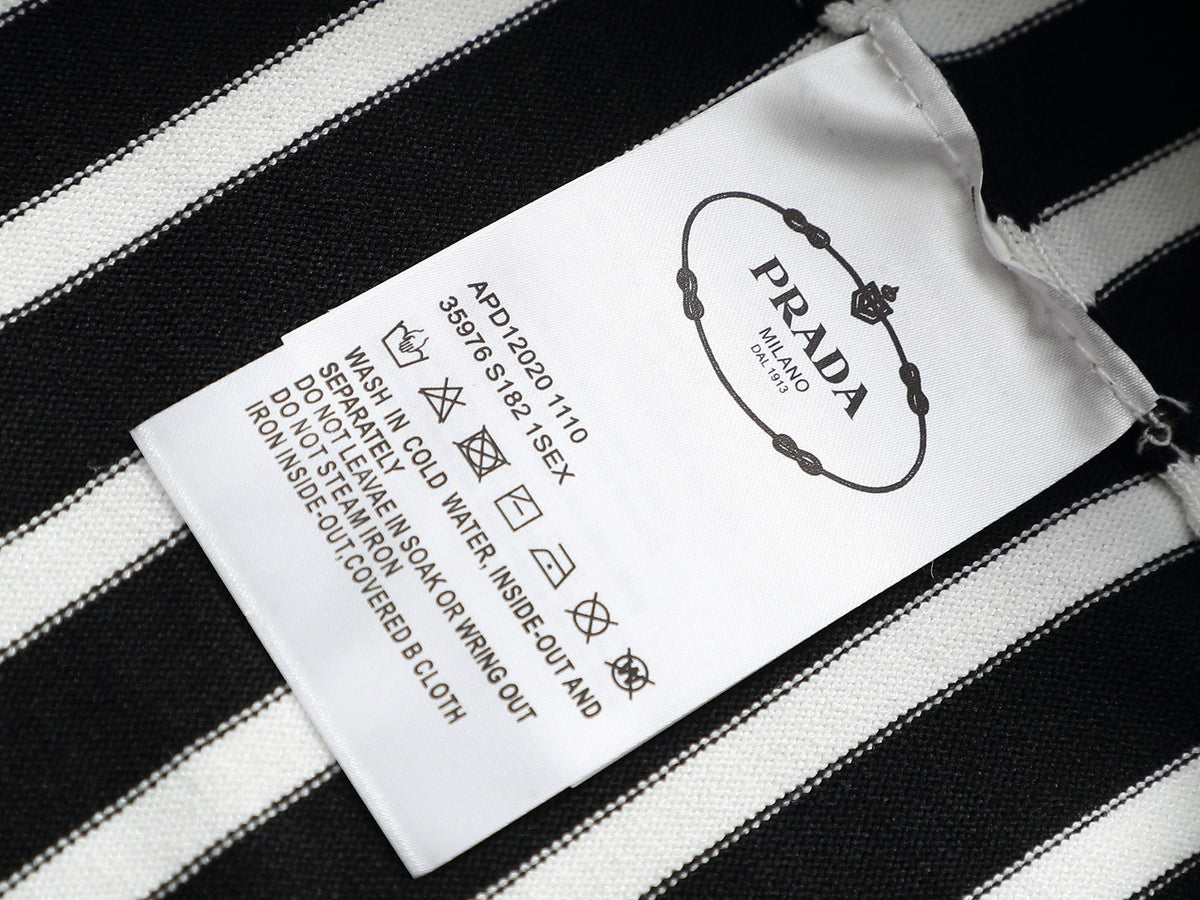 PRADA
MILANO
DAL 1913
APD12020 1110
35976 S182 1SEX
WASH IN COLD WATER, INSIDE-OUT AND
SEPARATELY
DO NOT LEAVAE IN SOAK OR WRING OUT
DO NOT STEAM IRON
IRON INSIDE-OUT,COVERED B CLOTH